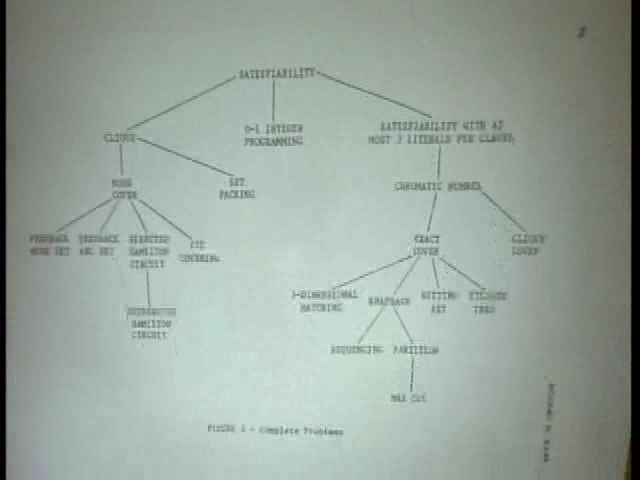 SATISFIABILITY
CLIQUE
0-1 INTEGER
PROGRAMMING
SATISFIABILITY WITH AT
MOST 3 LITERALS PER CLAUSE
NODE
COVER
SET
PACKING
CHROMATIC NUMBER
FEEDBACK
NODE SET
FEEDBACK
ARC SET
DIRECTED
HAMILTON
CIRCUIT
SET
COVERING
EXACT
COVER
CLIQUE
COVER
UNDIRECTED
HAMILTON
CIRCUIT
3-DIMENSIONAL
MATCHING
KNAPSACK
HITTING
SET
STEINER
TREE
SEQUENCING
PARTITION
MAX CUT
FIGURE 1 - Complete Problems